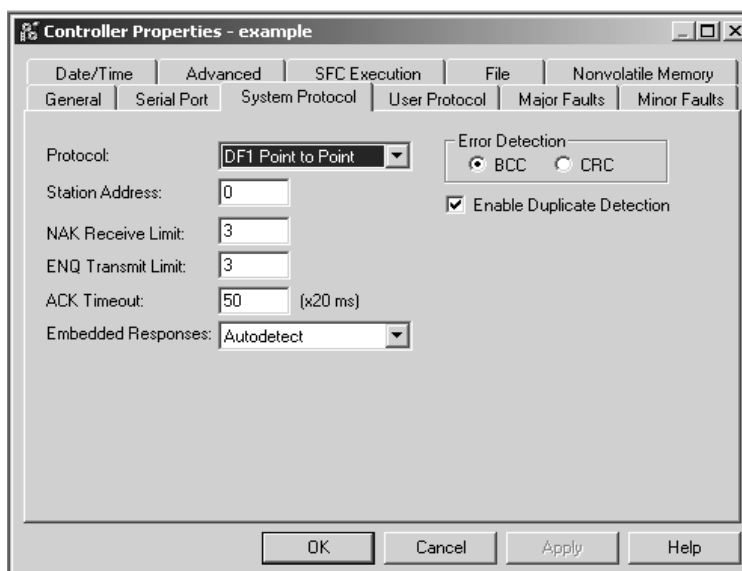 Controller Properties - example
Date/Time Advanced SFC Execution File Nonvolatile Memory
General Serial Port System Protocol User Protocol Major Faults Minor Faults
Protocol: DF1 Point to Point
Error Detection
BCC CRC
Station Address: 0
Enable Duplicate Detection
NAK Receive Limit: 3
ENQ Transmit Limit: 3
ACK Timeout: 50 (x20 ms)
Embedded Responses: Autodetect
OK Cancel Apply Help